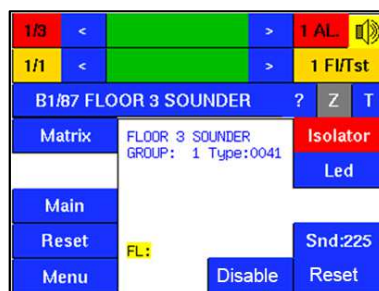 1/3 < > 1 AL.
1/1 < > 1 Fl/Tst
B1/87 FLOOR 3 SOUNDER ? Z T
Matrix
FLOOR 3 SOUNDER
Isolator
GROUP: 1 Type:0041
Led
Main
Reset
FL:
Snd:225
Menu
Disable
Reset